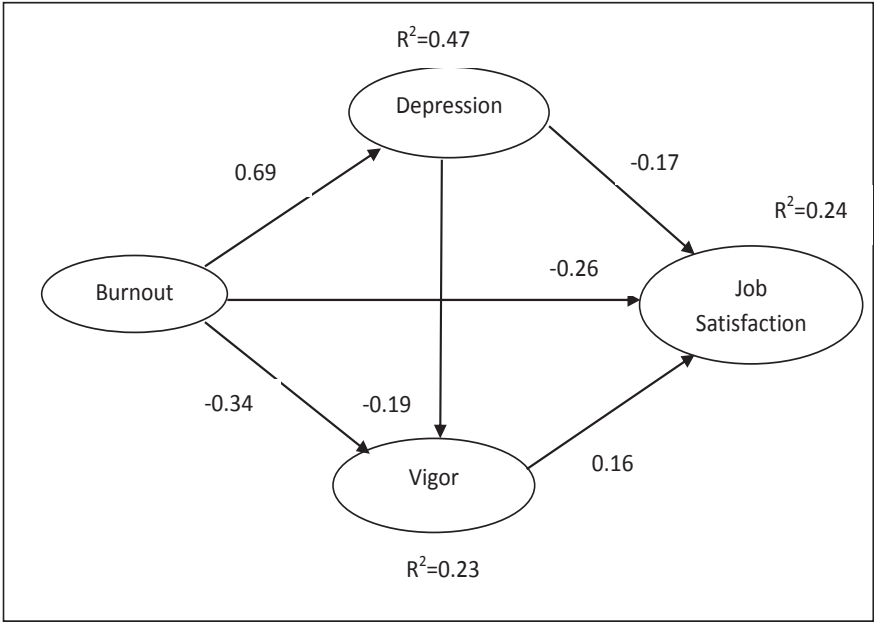 R²=0.47
Depression
0.69
-0.17
R²=0.24
Burnout
-0.26
Job
Satisfaction
-0.34
-0.19
Vigor
0.16
R²=0.23